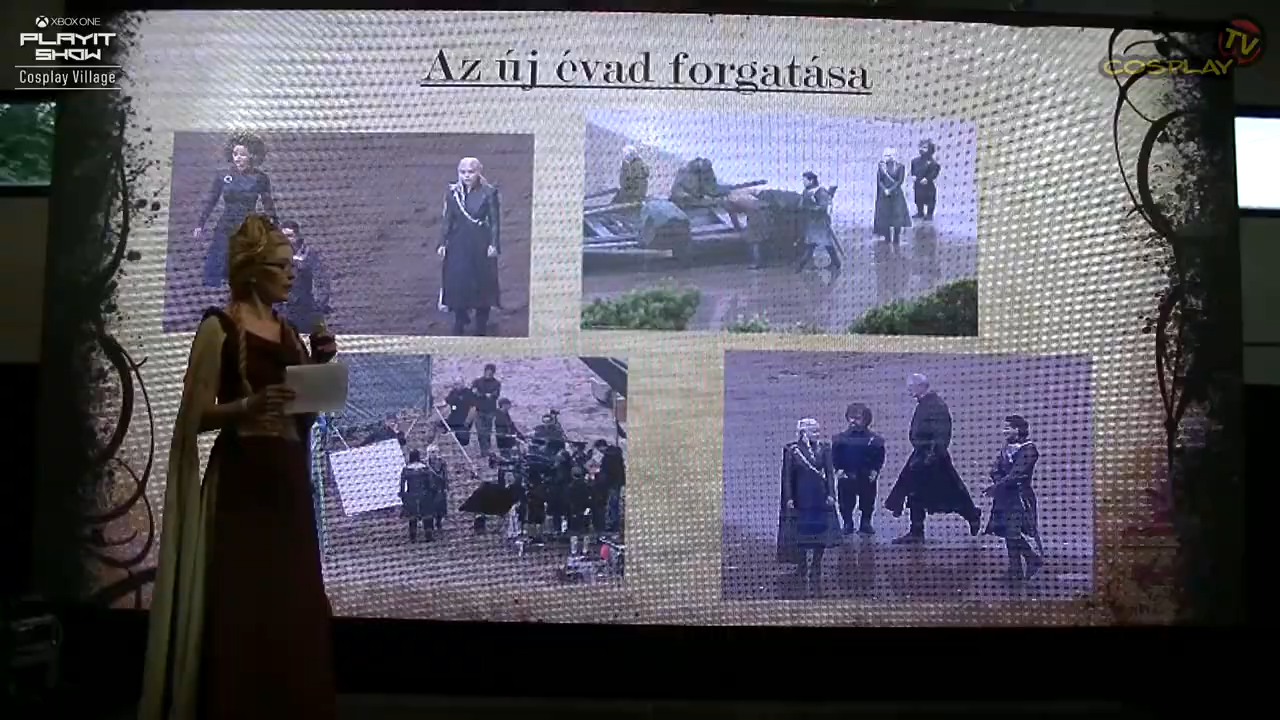 XBOX ONE
PLAYIT
SHOW
Cosplay Village
TV
COSPLAY
Az új évad forgatása